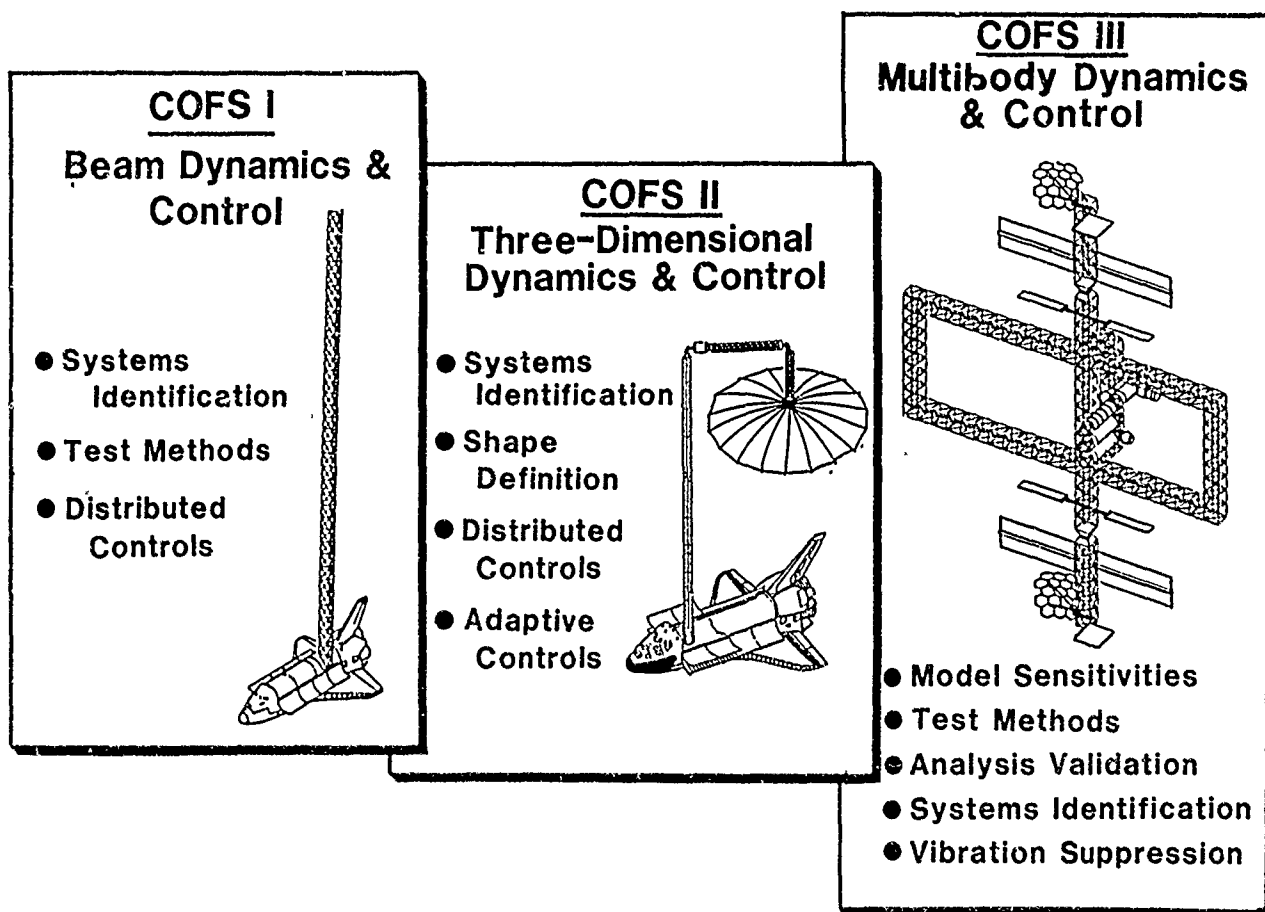 COFS I
Beam Dynamics &
Control
● Systems
Identification
● Test Methods
● Distributed
Controls
COFS II
Three-Dimensional
Dynamics & Control
● Systems
Identification
● Shape
Definition
● Distributed
Controls
● Adaptive
Controls
COFS III
Multibody Dynamics
& Control
● Model Sensitivities
● Test Methods
● Analysis Validation
● Systems Identification
● Vibration Suppression